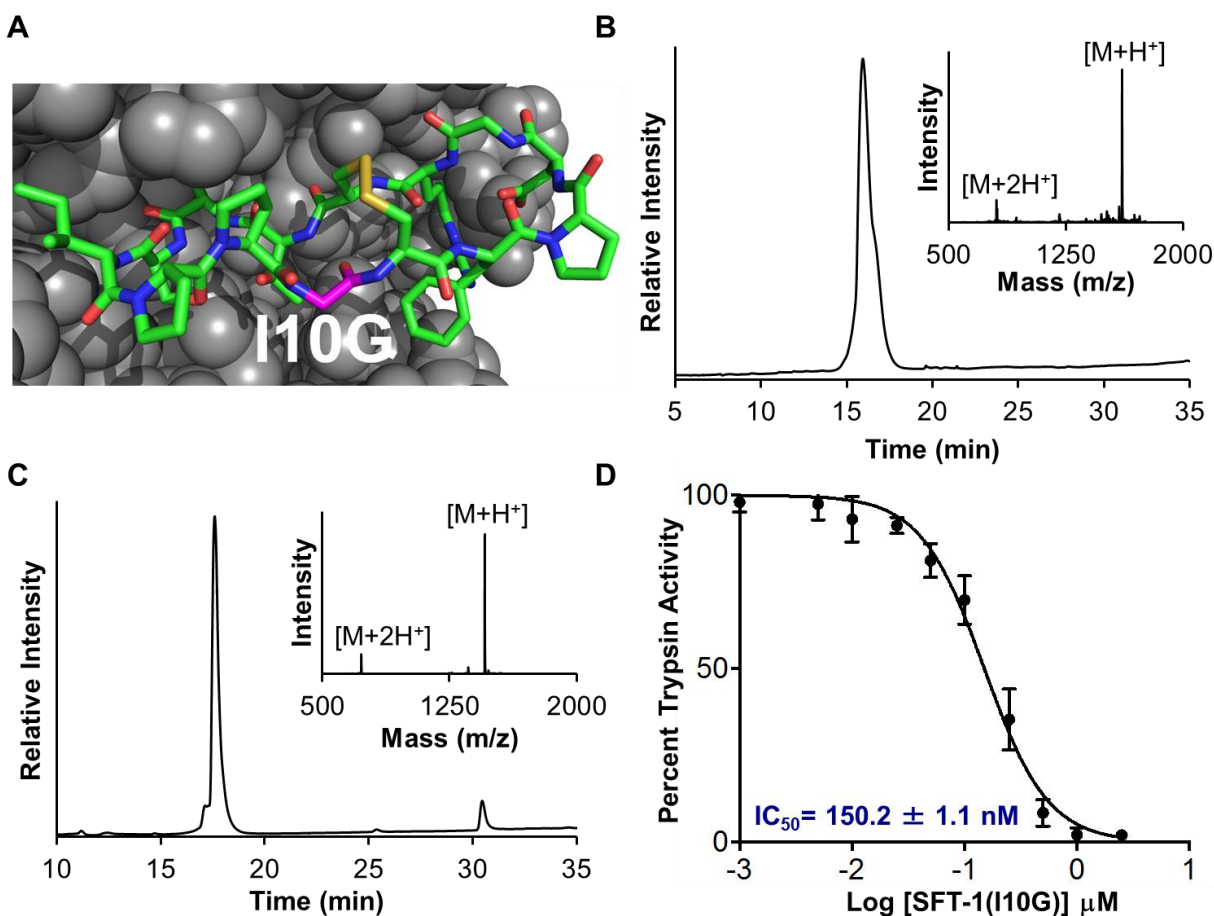 A
I10G
B
[M+H⁺]
[M+2H⁺]
Intensity
500 1250 2000
Mass (m/z)
Relative Intensity
5 10 15 20 25 30 35
Time (min)
C
[M+H⁺]
[M+2H⁺]
Intensity
500 1250 2000
Mass (m/z)
Relative Intensity
10 15 20 25 30 35
Time (min)
D
100
50
0
Percent Trypsin Activity
IC₅₀= 150.2 ± 1.1 nM
-3 -2 -1 0 1
Log [SFT-1(I10G)] μM